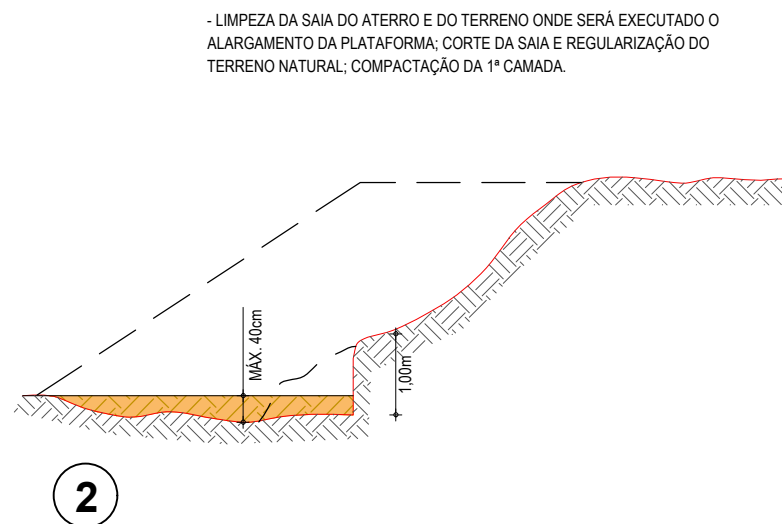 - LIMPEZA DA SAIA DO ATERRO E DO TERRENO ONDE SERÁ EXECUTADO O
ALARGAMENTO DA PLATAFORMA; CORTE DA SAIA E REGULARIZAÇÃO DO
TERRENO NATURAL; COMPACTAÇÃO DA 1ª CAMADA.
MÁX. 40cm
1,00m
2